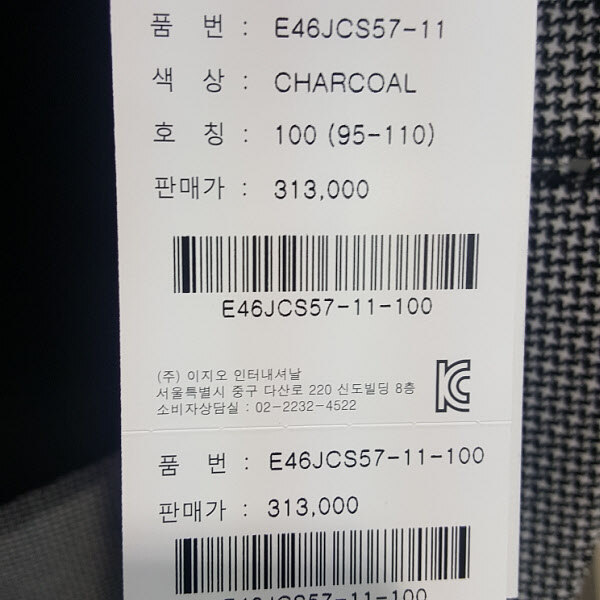 품 번 : E46JCS57-11
색 상 : CHARCOAL
호 칭 : 100 (95-110)
판매가 : 313,000
E46JCS57-11-100
(주) 이지오 인터내셔날
서울특별시 중구 다산로 220 신도빌딩 8층
소비자상담실 : 02-2232-4522
품 번 : E46JCS57-11-100
판매가 : 313,000
E46JCS57-11-100